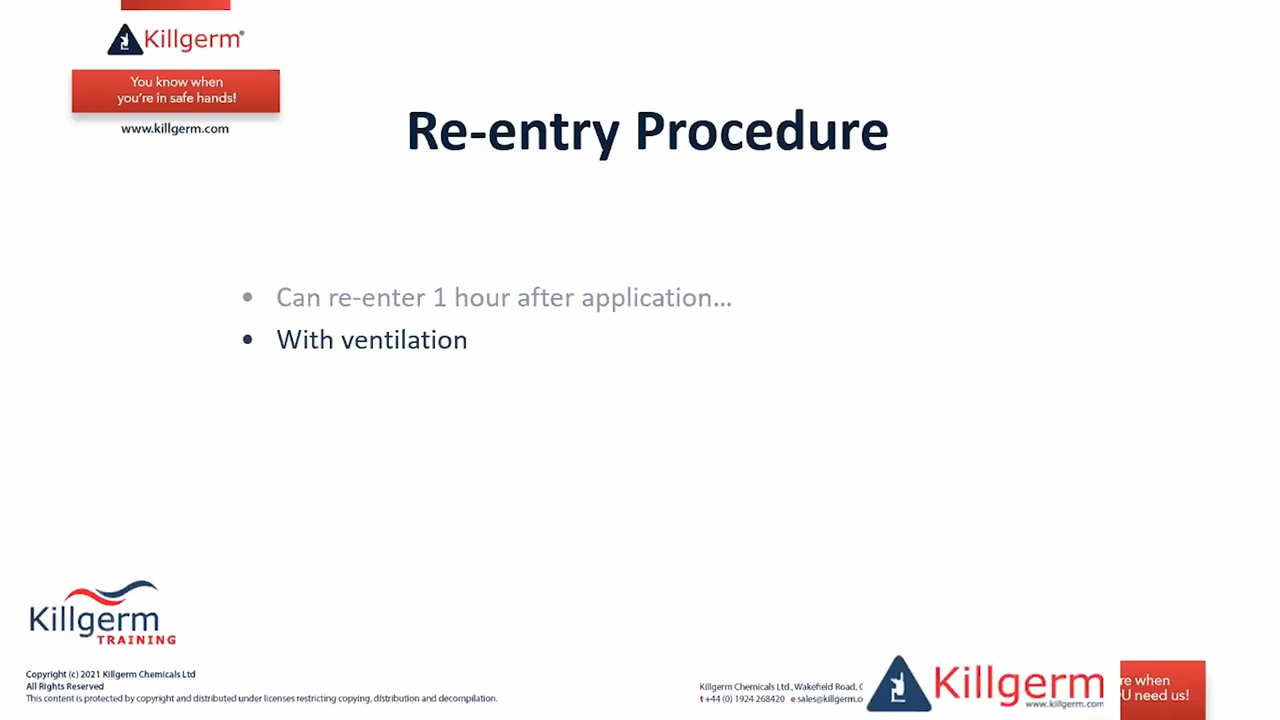 Killgerm®
You know when
you're in safe hands!
www.killgerm.com
Re-entry Procedure
• Can re-enter 1 hour after application...
• With ventilation
Killgerm
TRAINING
Copyright (c) 2021 Killgerm Chemicals Ltd
All Rights Reserved
This content is protected by copyright and distributed under licenses restricting copying, distribution and decompilation.
Killgerm Chemicals Ltd., Wakefield Road,
t +44 (0) 1924 268420 e sales@killgerm.c
Killgerm
www.killgerm.com
re when
U need us!